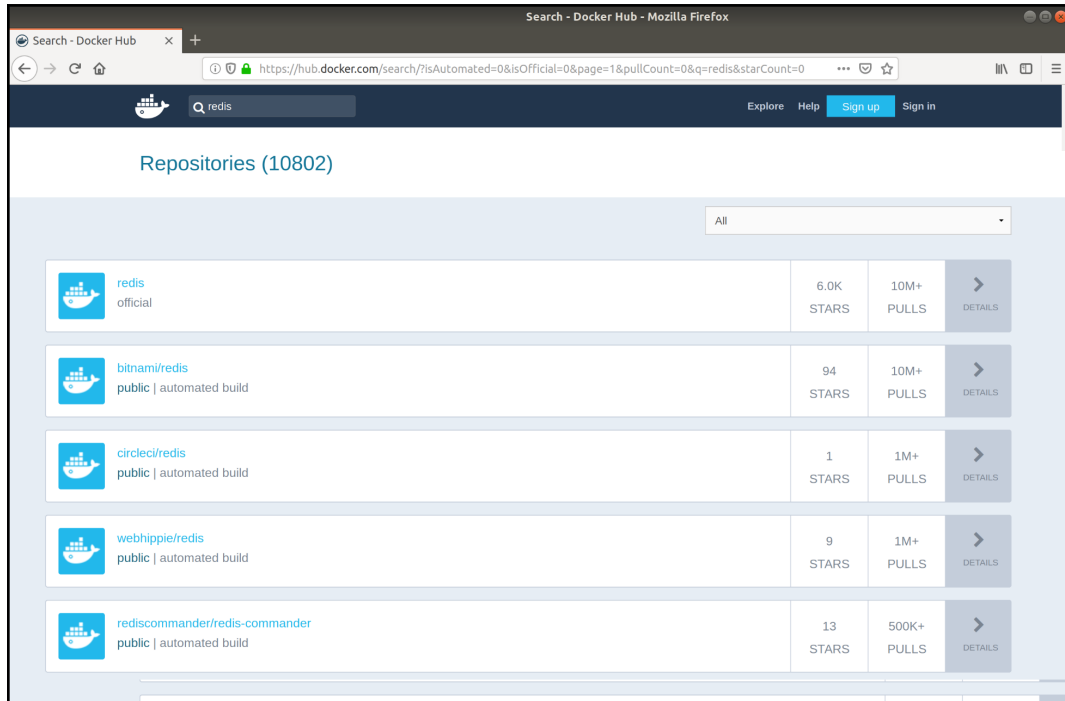 Search - Docker Hub - Mozilla Firefox
Search - Docker Hub
https://hub.docker.com/search/?isAutomated=0&isOfficial=0&page=1&pullCount=0&q=redis&starCount=0
redis
Explore Help Sign up Sign in
Repositories (10802)
All
redis
official
6.0K
STARS
10M+
PULLS
DETAILS
bitnami/redis
public | automated build
94
STARS
10M+
PULLS
DETAILS
circleci/redis
public | automated build
1
STARS
1M+
PULLS
DETAILS
webhippie/redis
public | automated build
9
STARS
1M+
PULLS
DETAILS
rediscommander/redis-commander
public | automated build
13
STARS
500K+
PULLS
DETAILS